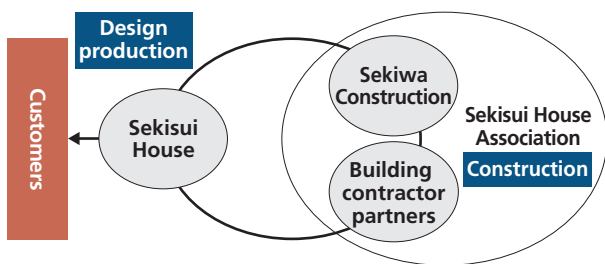 Design
production
Customers
Sekisui
House
Sekiwa
Construction
Building
contractor
partners
Sekisui House
Association
Construction